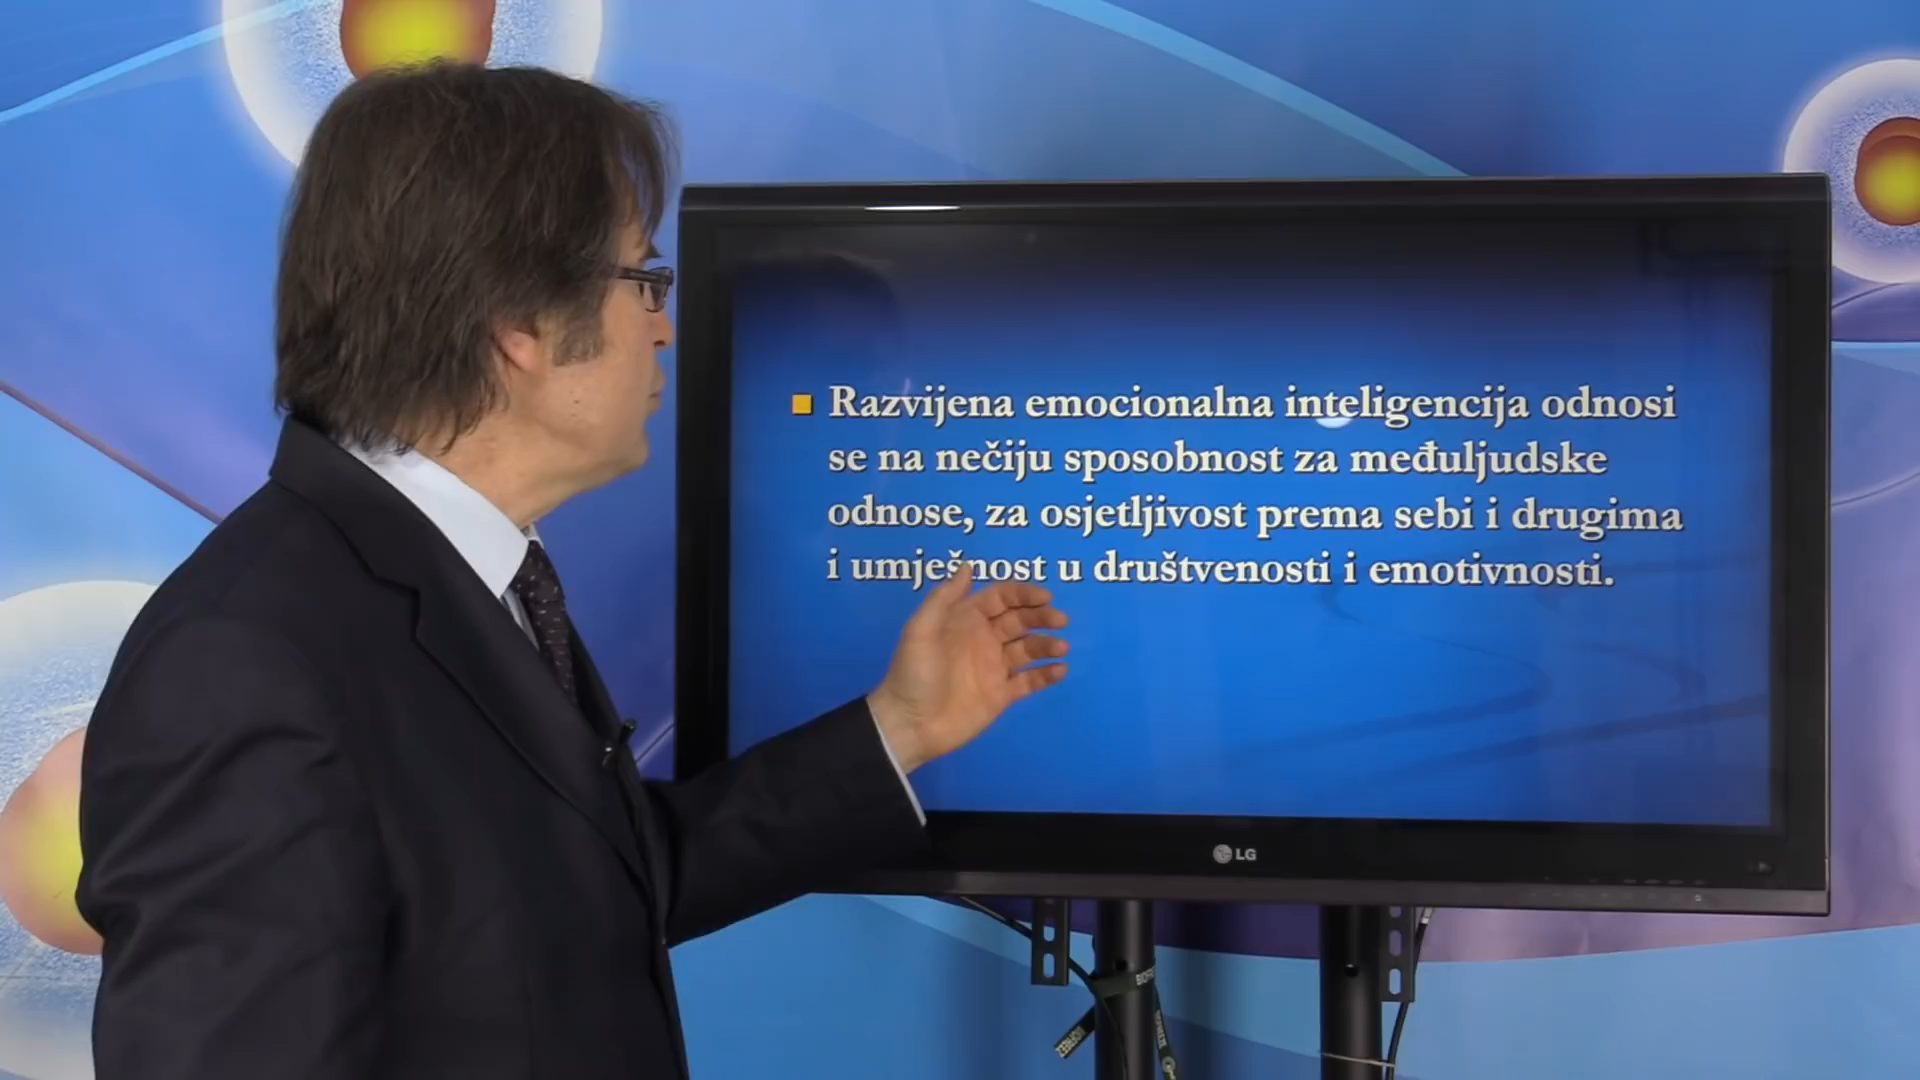 Razvijena emocionalna inteligencija odnosi
se na nečiju sposobnost za međuljudske
odnose, za osjetljivost prema sebi i drugima
i umješnost u društvenosti i emotivnosti.
LG